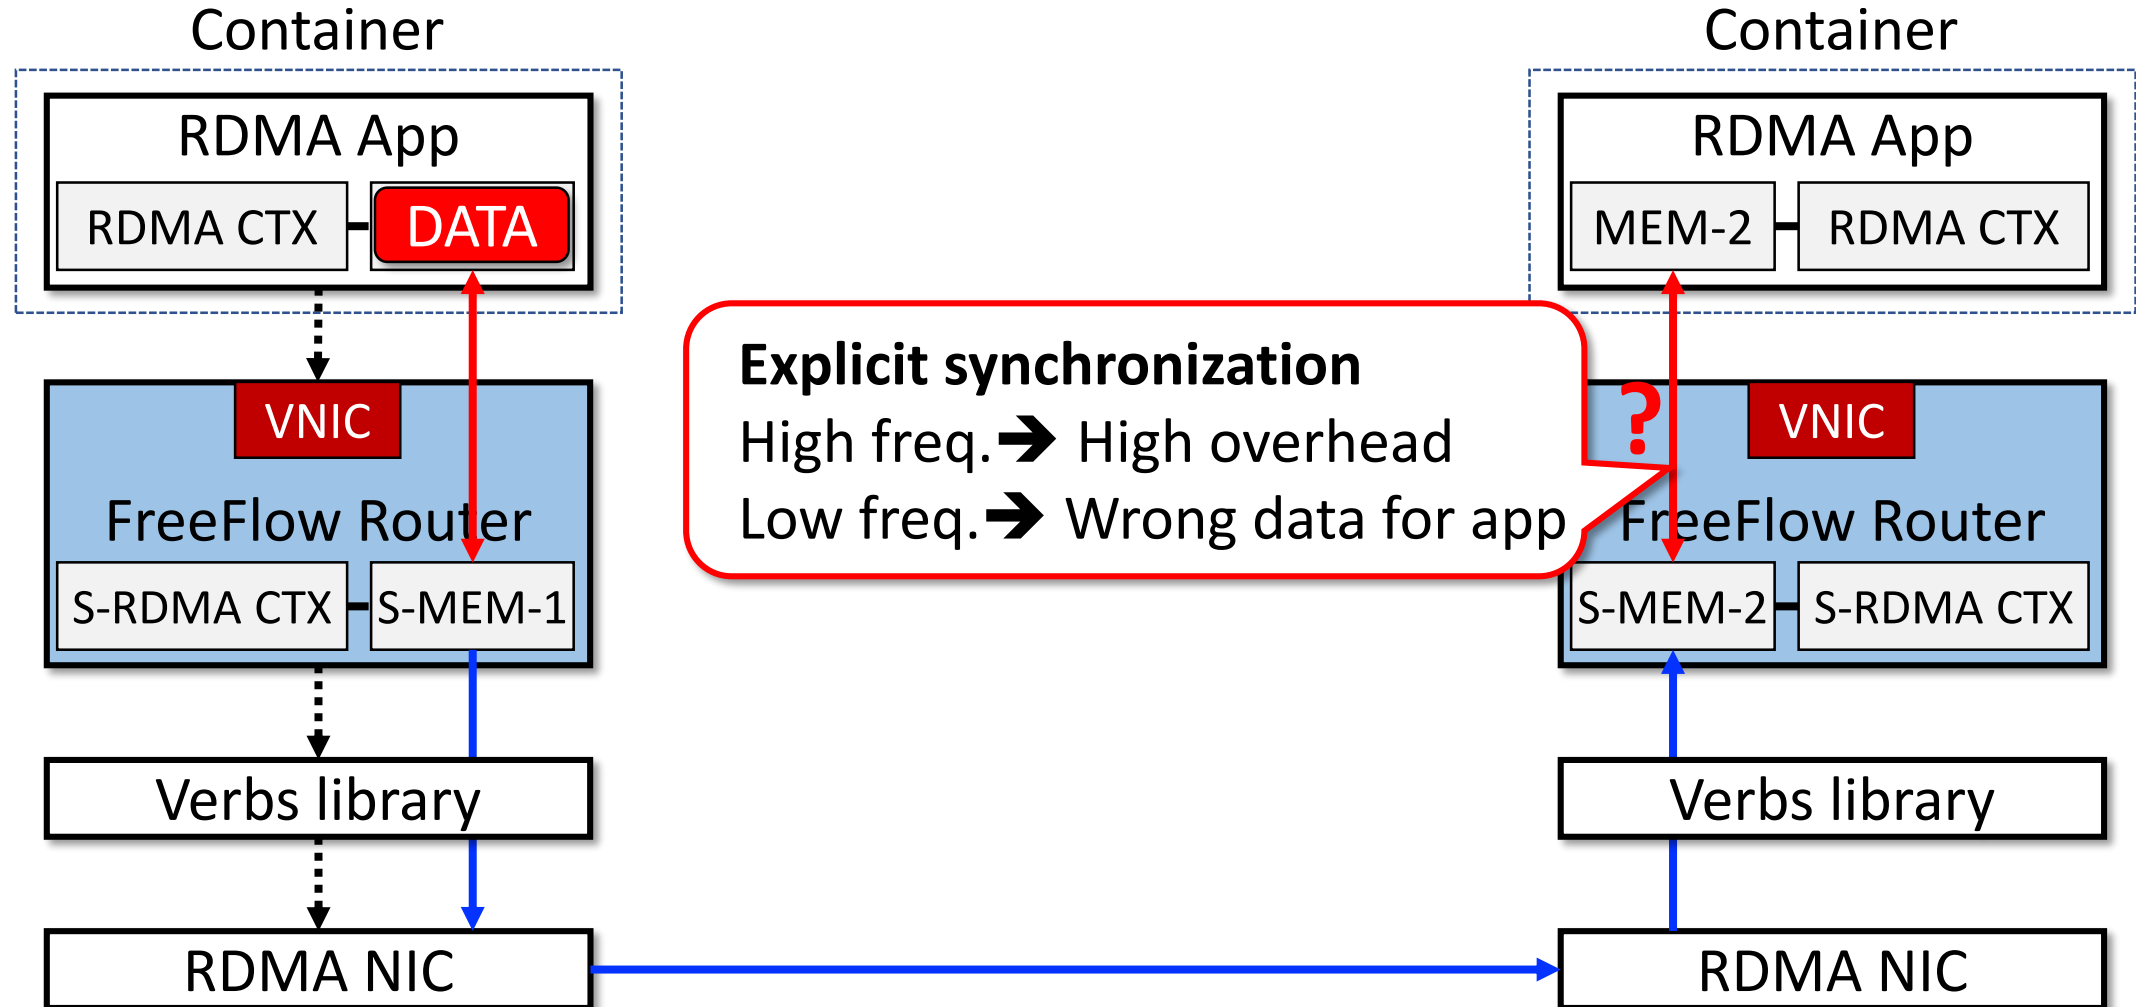 Container
RDMA App
RDMA CTX
DATA
VNIC
FreeFlow Router
S-RDMA CTX
S-MEM-1
Verbs library
RDMA NIC
Explicit synchronization
High freq.➔ High overhead
Low freq.➔ Wrong data for app
?
Container
RDMA App
MEM-2
RDMA CTX
VNIC
FreeFlow Router
S-MEM-2
S-RDMA CTX
Verbs library
RDMA NIC